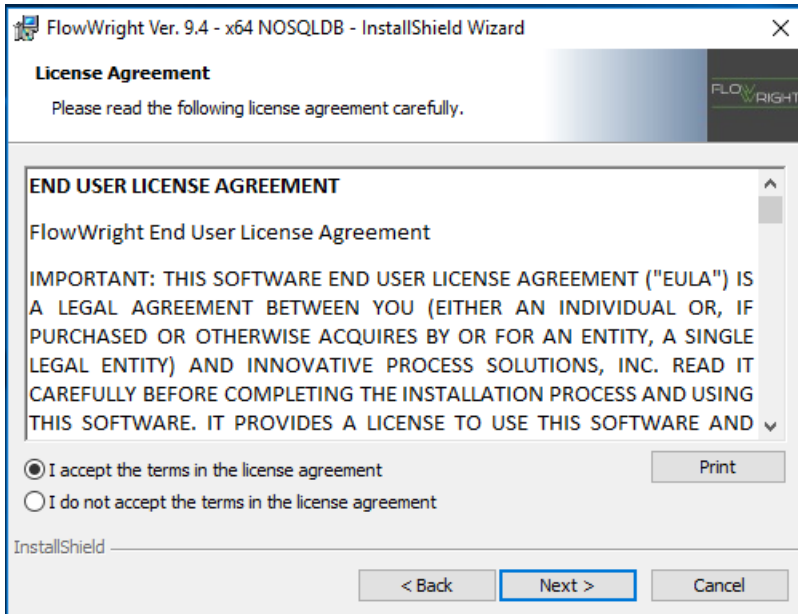 FlowWright Ver. 9.4 - x64 NOSQLDB - InstallShield Wizard
License Agreement
Please read the following license agreement carefully.
FLOWRIGHT
END USER LICENSE AGREEMENT
FlowWright End User License Agreement
IMPORTANT: THIS SOFTWARE END USER LICENSE AGREEMENT ("EULA") IS
A LEGAL AGREEMENT BETWEEN YOU (EITHER AN INDIVIDUAL OR, IF
PURCHASED OR OTHERWISE ACQUIRES BY OR FOR AN ENTITY, A SINGLE
LEGAL ENTITY) AND INNOVATIVE PROCESS SOLUTIONS, INC. READ IT
CAREFULLY BEFORE COMPLETING THE INSTALLATION PROCESS AND USING
THIS SOFTWARE. IT PROVIDES A LICENSE TO USE THIS SOFTWARE AND
I accept the terms in the license agreement
Print
I do not accept the terms in the license agreement
InstallShield
< Back Next > Cancel